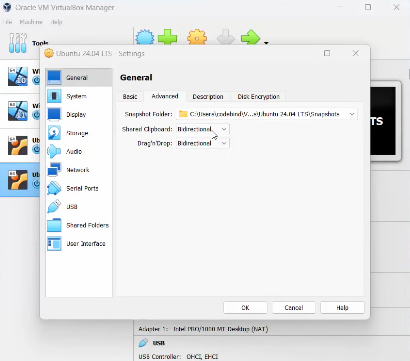 Oracle VM VirtualBox Manager
File Machine Help
Tools
Ubuntu 24.04 LTS - Settings
General
System
Display
Storage
Audio
Network
Serial Ports
USB
Shared Folders
User Interface
General
Basic Advanced Description Disk Encryption
Snapshot Folder: C:\Users\codebind\V...s\Ubuntu 24.04 LTS\Snapshots
Shared Clipboard: Bidirectional
Drag'n'Drop: Bidirectional
OK Cancel Help
Wi
Wi
Ub
Ub
TS
Adapter 1: Intel PRO/1000 MT Desktop (NAT)
USB
USB Controller: OHCI, EHCI